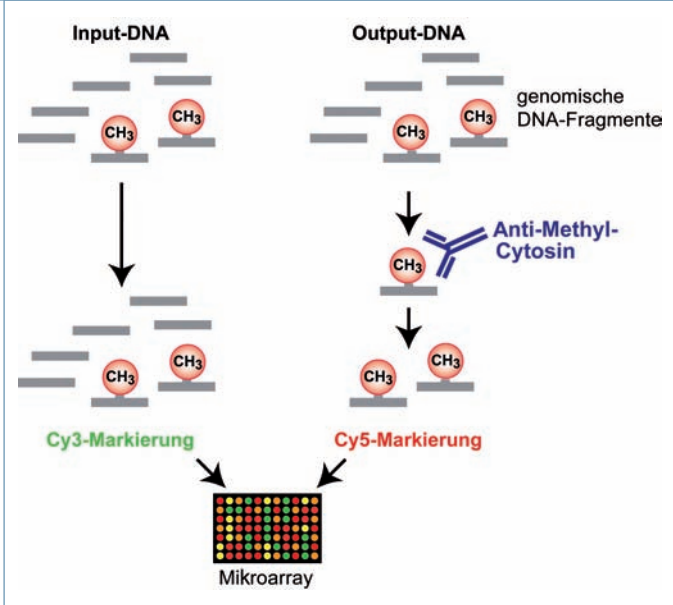 Input-DNA
Output-DNA
CH3
CH3
CH3
CH3
genomische
DNA-Fragmente
Anti-Methyl-
Cytosin
CH3
CH3
CH3
CH3
CH3
Cy3-Markierung
Cy5-Markierung
Mikroarray